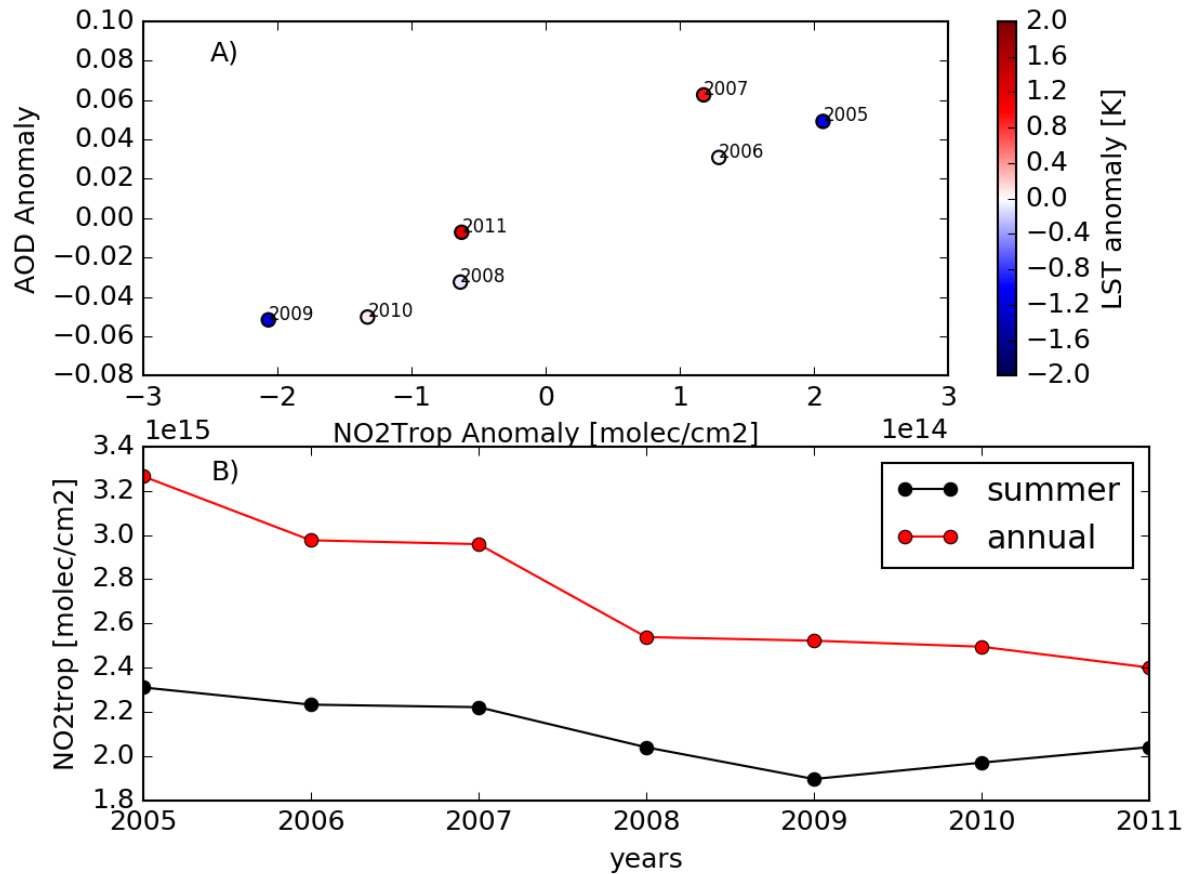 A)
AOD Anomaly
0.10
0.08
0.06
0.04
0.02
0.00
−0.02
−0.04
−0.06
−0.08
2007
2005
2006
2011
2008
2009
2010
−3 −2 −1 0 1 2 3
NO2Trop Anomaly [molec/cm2]
1e14
2.0
1.6
1.2
0.8
0.4
0.0
−0.4
−0.8
−1.2
−1.6
−2.0
LST anomaly [K]
1e15
B)
NO2trop [molec/cm2]
3.4
3.2
3.0
2.8
2.6
2.4
2.2
2.0
1.8
summer
annual
2005 2006 2007 2008 2009 2010 2011
years